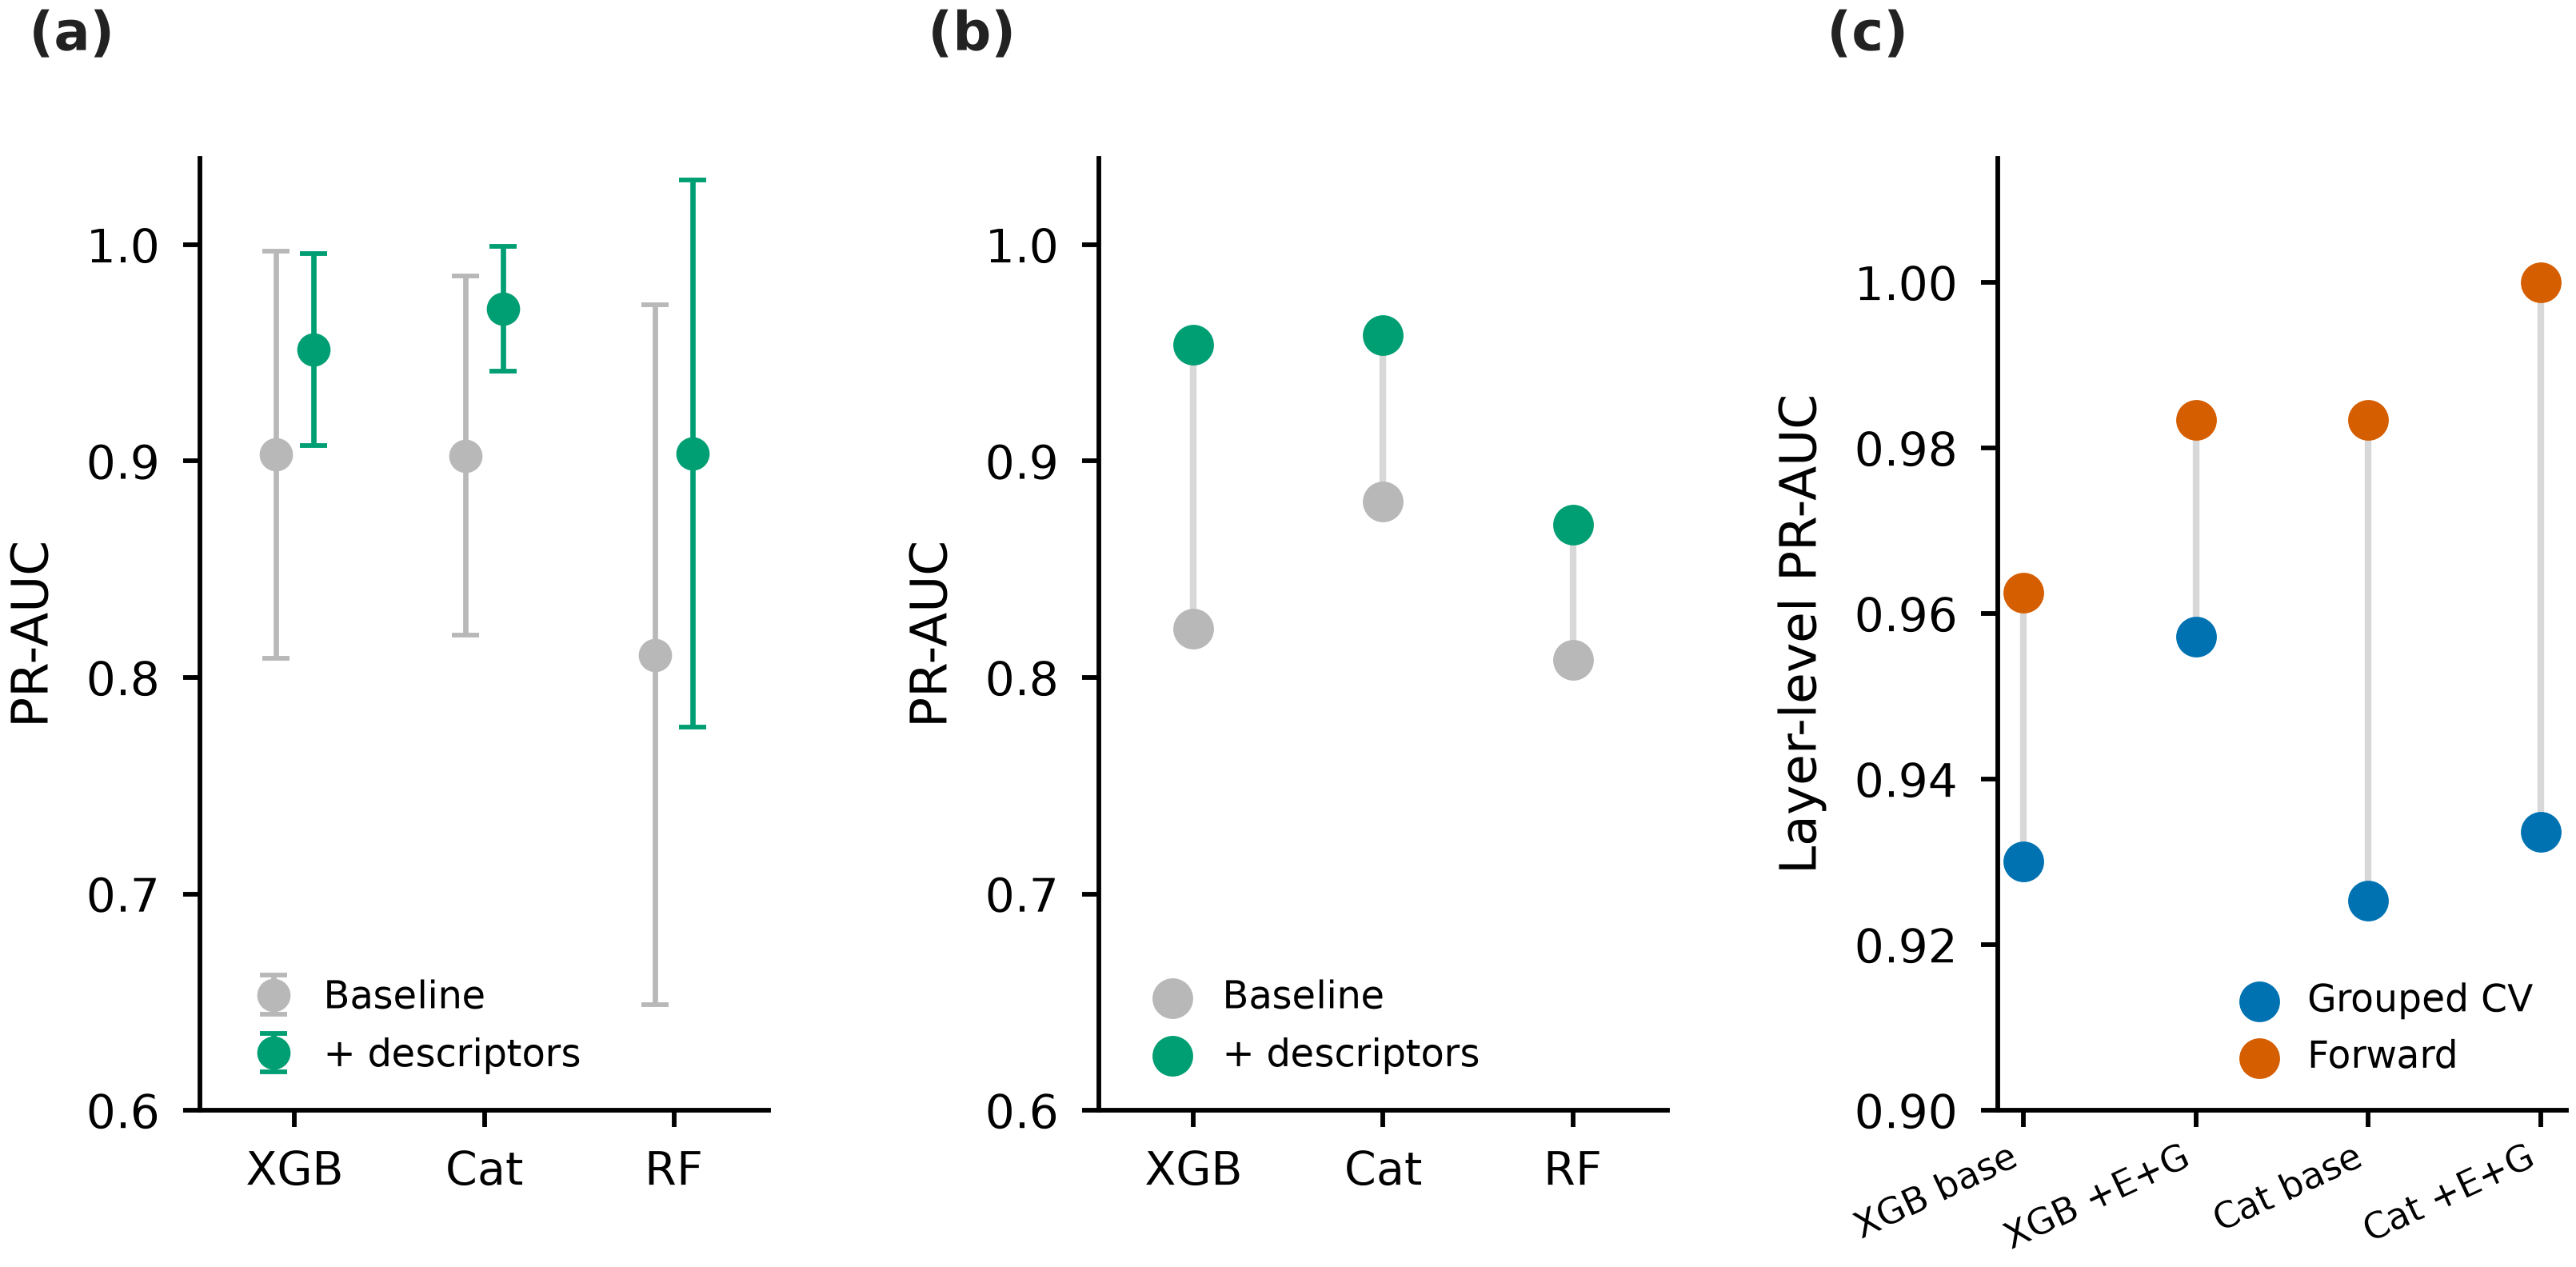 (a)
PR-AUC
1.0
0.9
0.8
0.7
0.6
XGB
Cat
RF
Baseline
+ descriptors
(b)
PR-AUC
1.0
0.9
0.8
0.7
0.6
XGB
Cat
RF
Baseline
+ descriptors
(c)
Layer-level PR-AUC
1.00
0.98
0.96
0.94
0.92
0.90
XGB base
XGB +E+G
Cat base
Cat +E+G
Grouped CV
Forward